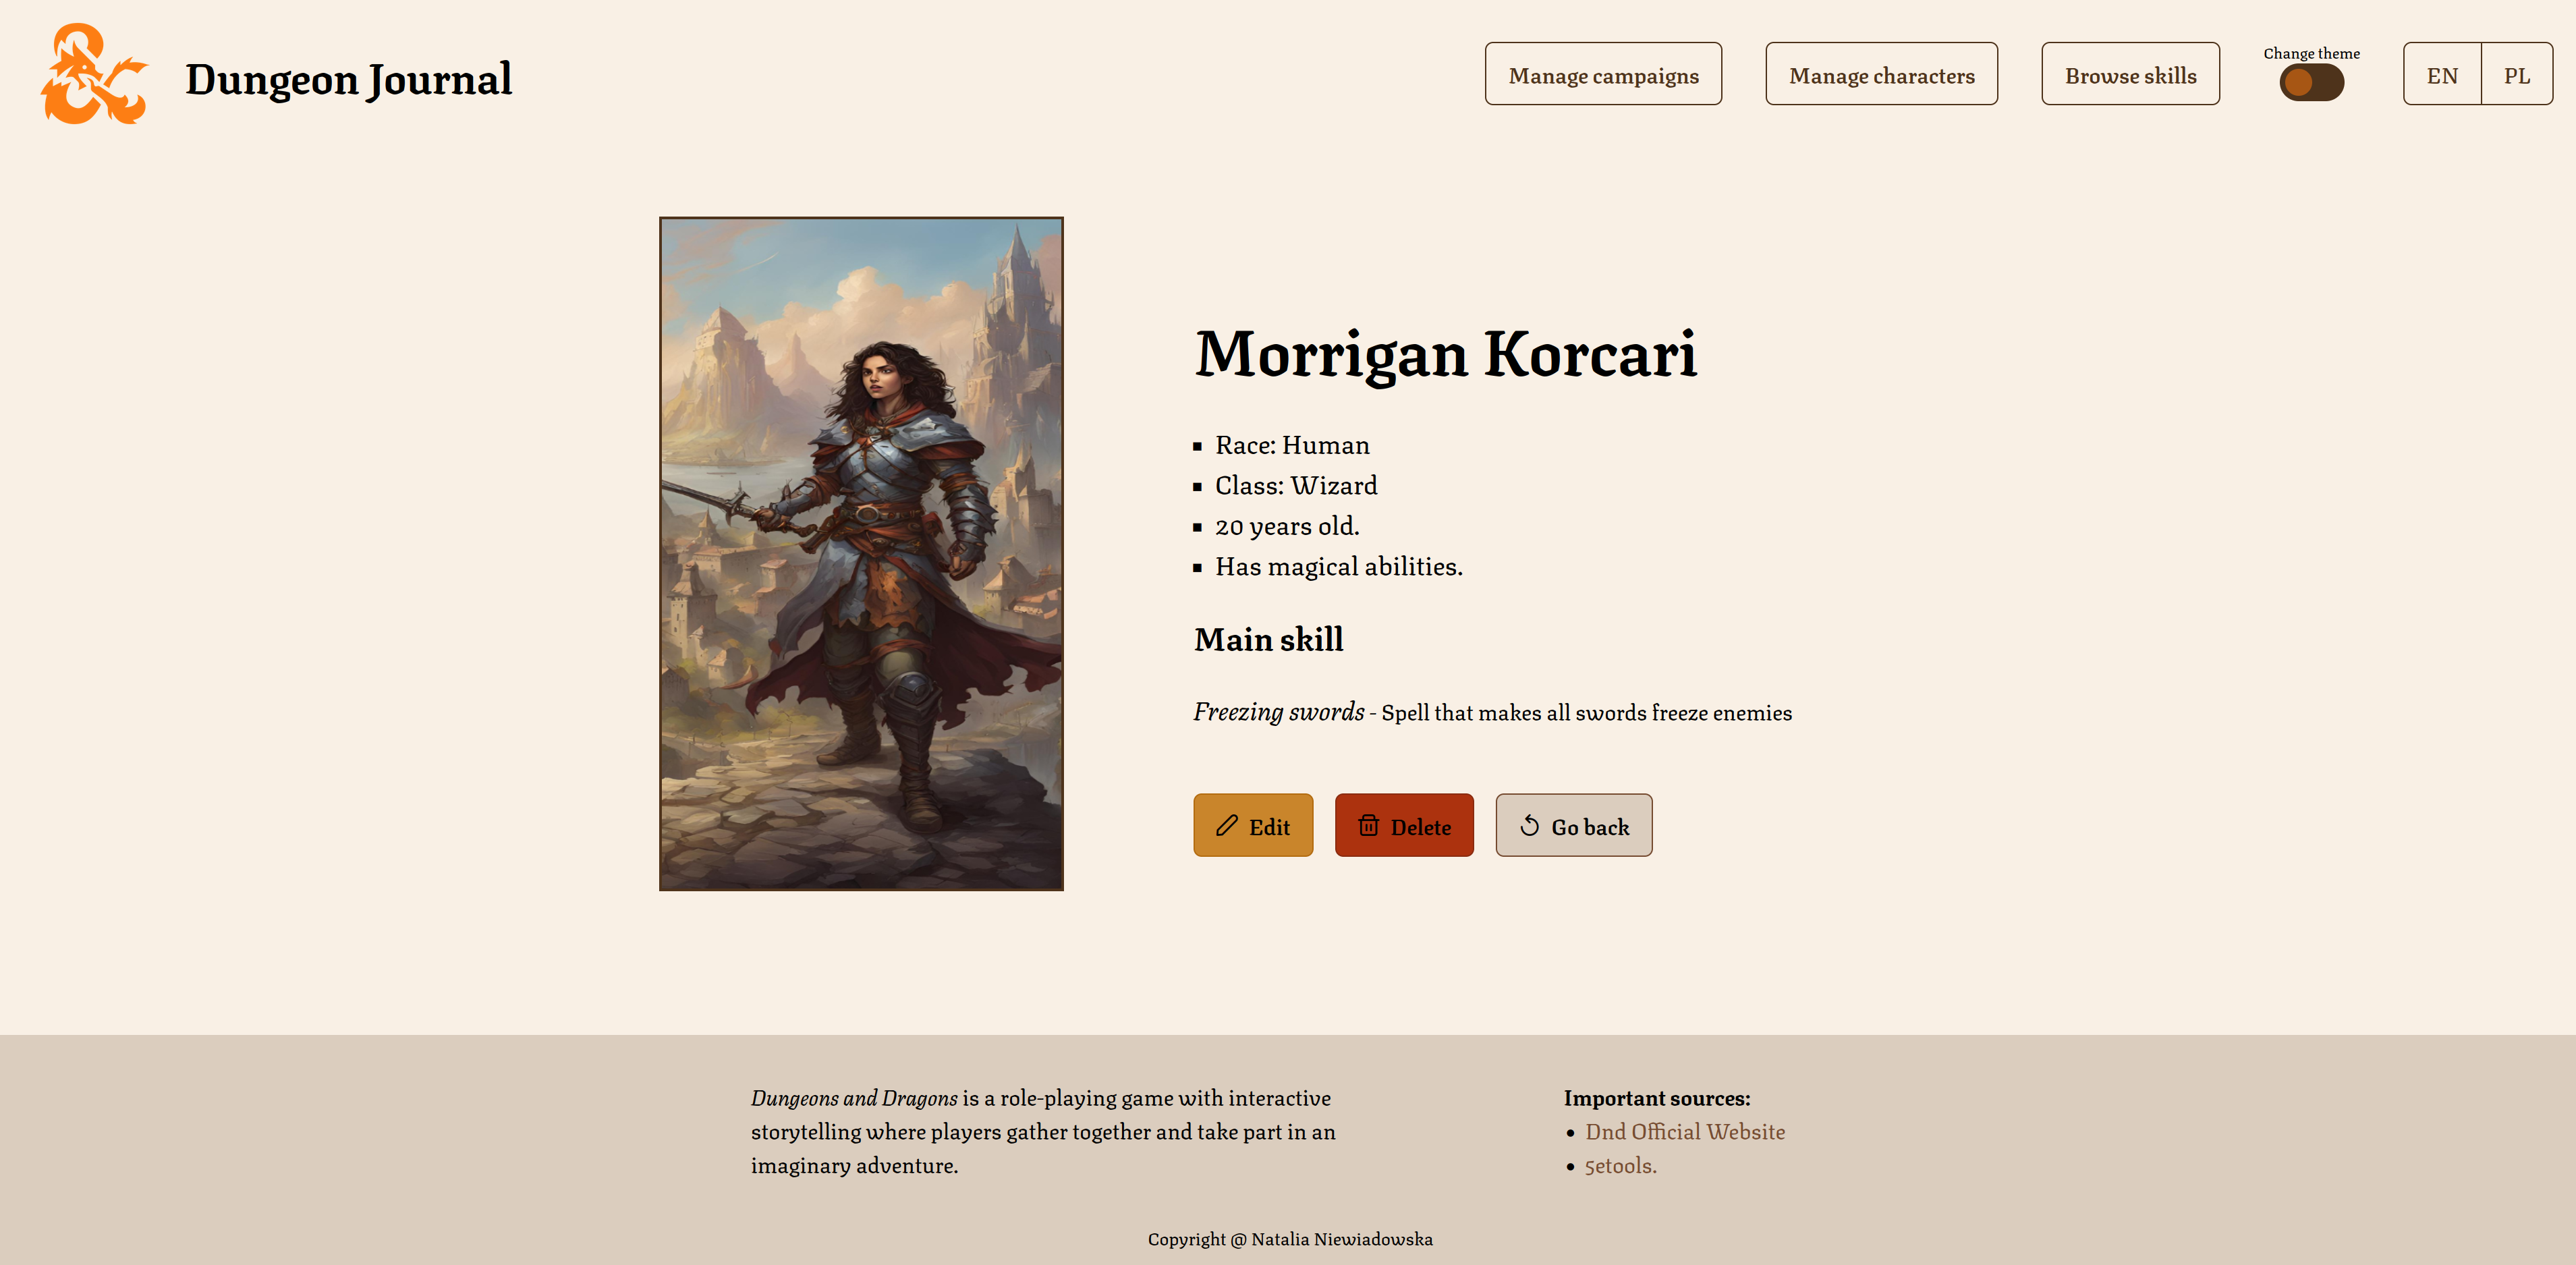 Dungeon Journal
Manage campaigns
Manage characters
Browse skills
Change theme
EN
PL
Morrigan Korcari
Race: Human
Class: Wizard
20 years old.
Has magical abilities.
Main skill
Freezing swords - Spell that makes all swords freeze enemies
Edit
Delete
Go back
Dungeons and Dragons is a role-playing game with interactive
storytelling where players gather together and take part in an
imaginary adventure.
Important sources:
Dnd Official Website
5etools.
Copyright @ Natalia Niewiadowska